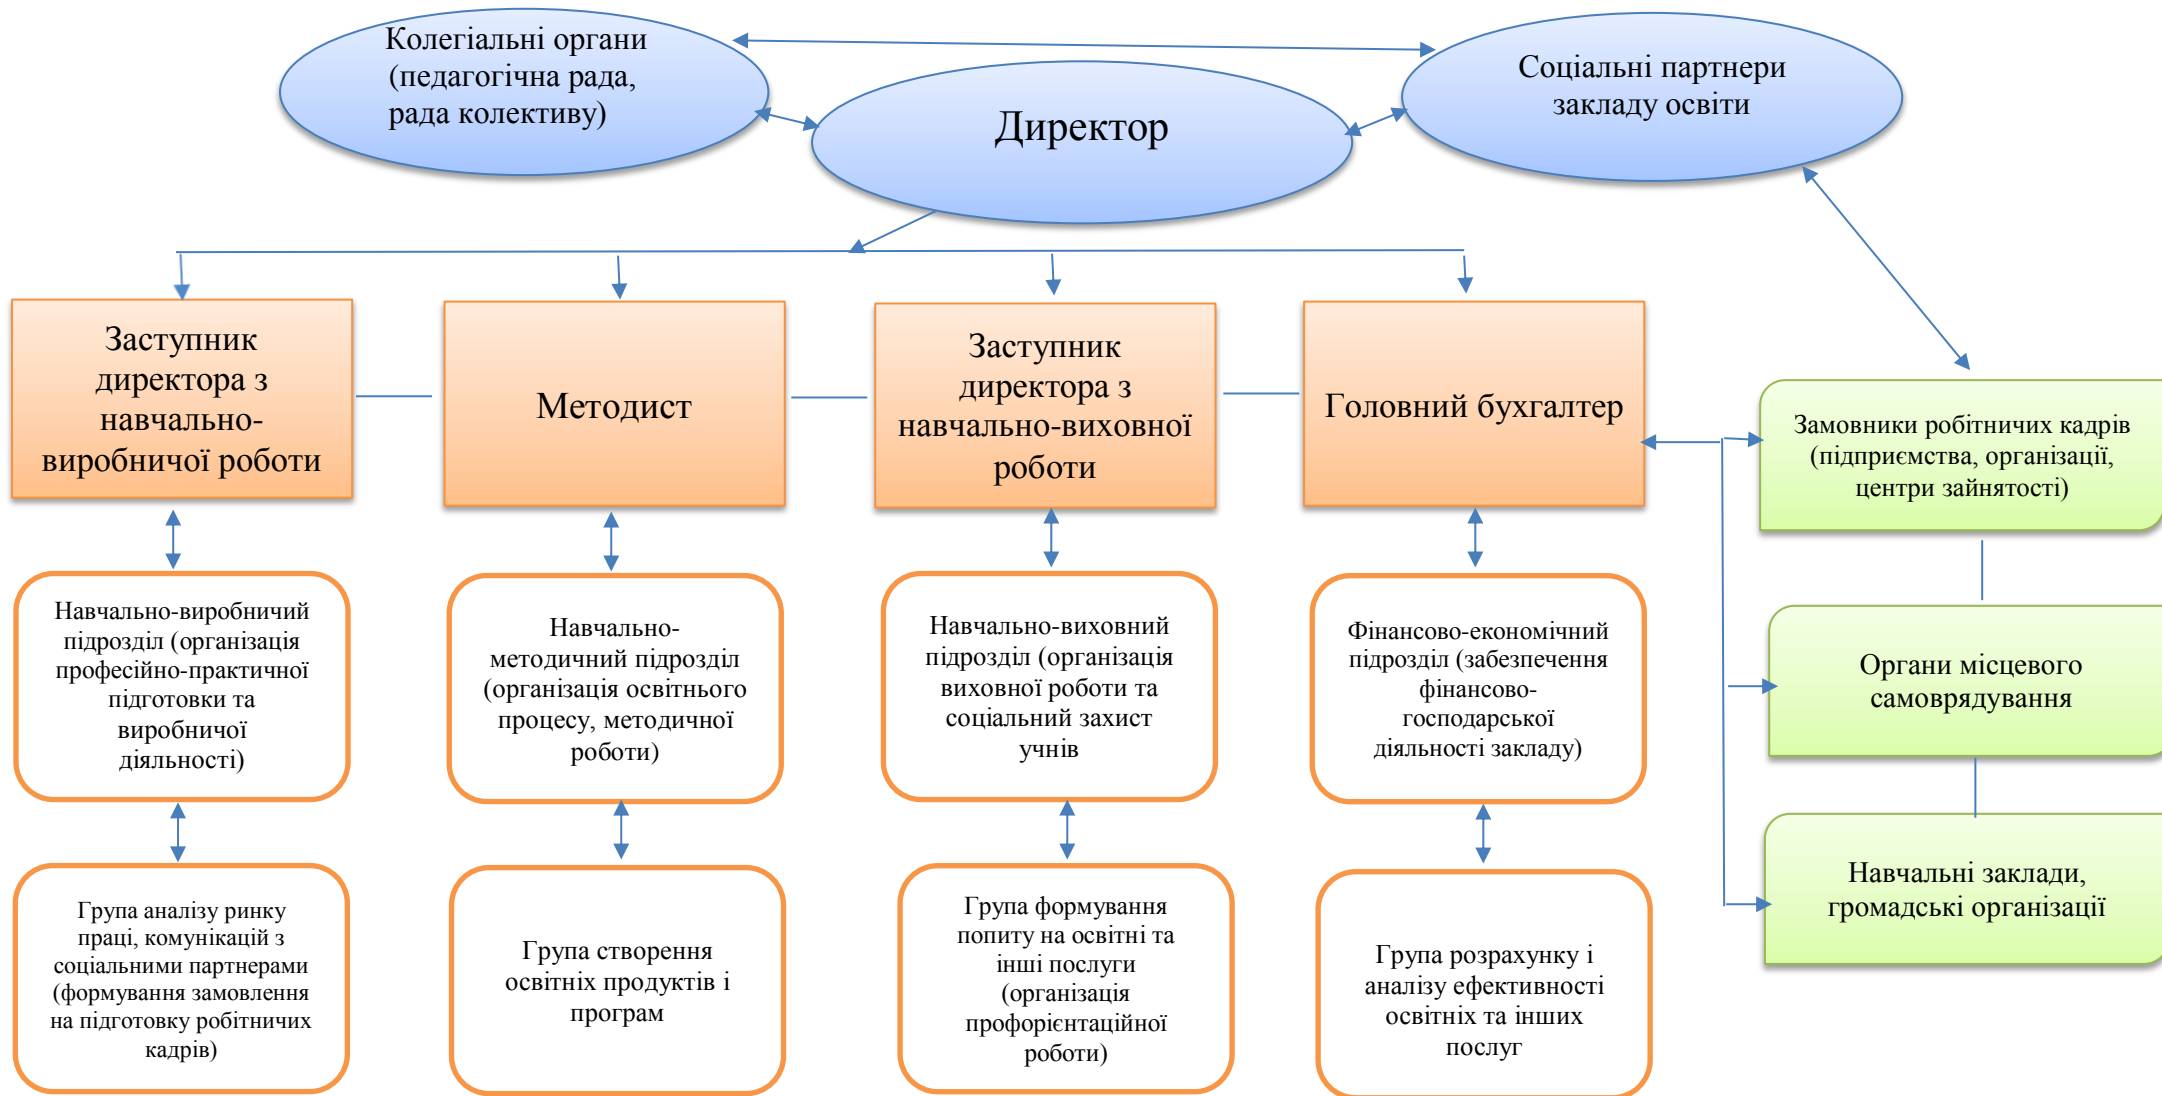 Колегіальні органи
(педагогічна рада,
рада колективу)
Директор
Соціальні партнери
закладу освіти
Заступник
директора з
навчально-
виробничої роботи
Методист
Заступник
директора з
навчально-виховної
роботи
Головний бухгалтер
Замовники робітничих кадрів
(підприємства, організації,
центри зайнятості)
Навчально-виробничий
підрозділ (організація
професійно-практичної
підготовки та
виробничої
діяльності)
Навчально-
методичний підрозділ
(організація освітнього
процесу, методичної
роботи)
Навчально-виховний
підрозділ (організація
виховної роботи та
соціальний захист
учнів
Фінансово-економічний
підрозділ (забезпечення
фінансово-
господарської
діяльності закладу)
Органи місцевого
самоврядування
Група аналізу ринку
праці, комунікацій з
соціальними партнерами
(формування замовлення
на підготовку робітничих
кадрів)
Група створення
освітніх продуктів і
програм
Група формування
попиту на освітні та
інші послуги
(організація
профорієнтаційної
роботи)
Група розрахунку і
аналізу ефективності
освітніх та інших
послуг
Навчальні заклади,
громадські організації